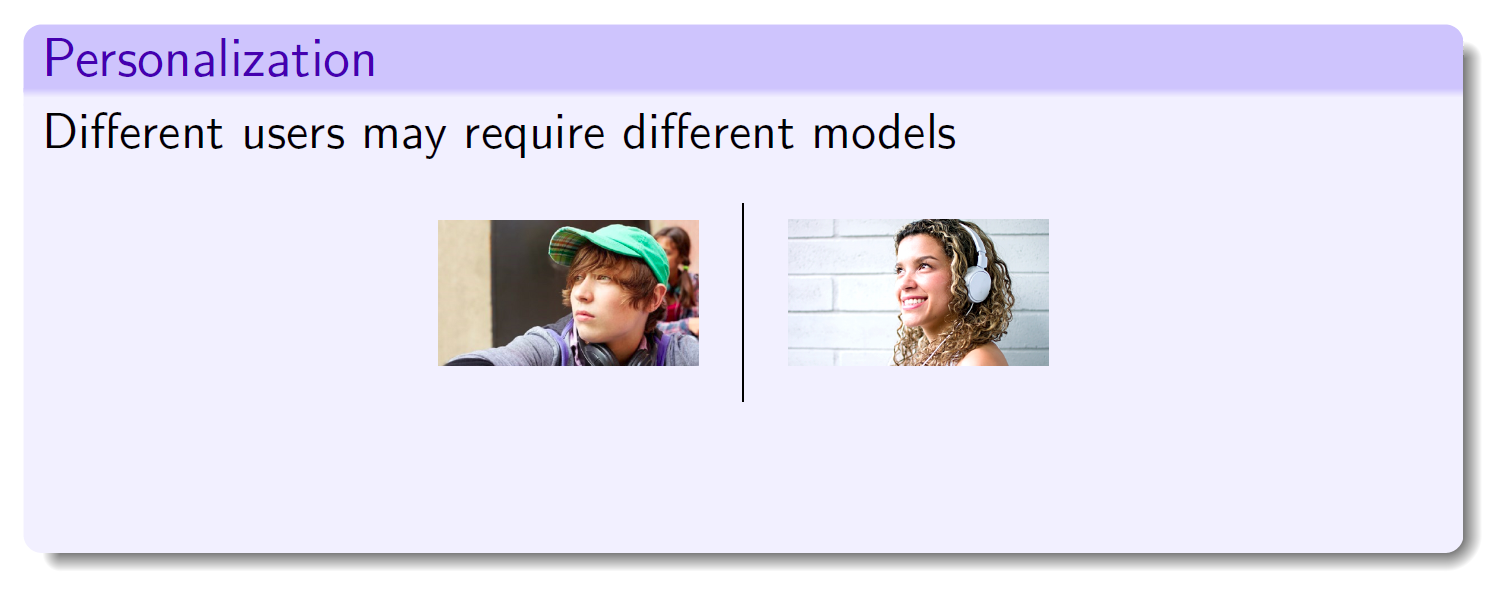 Personalization
Different users may require different models